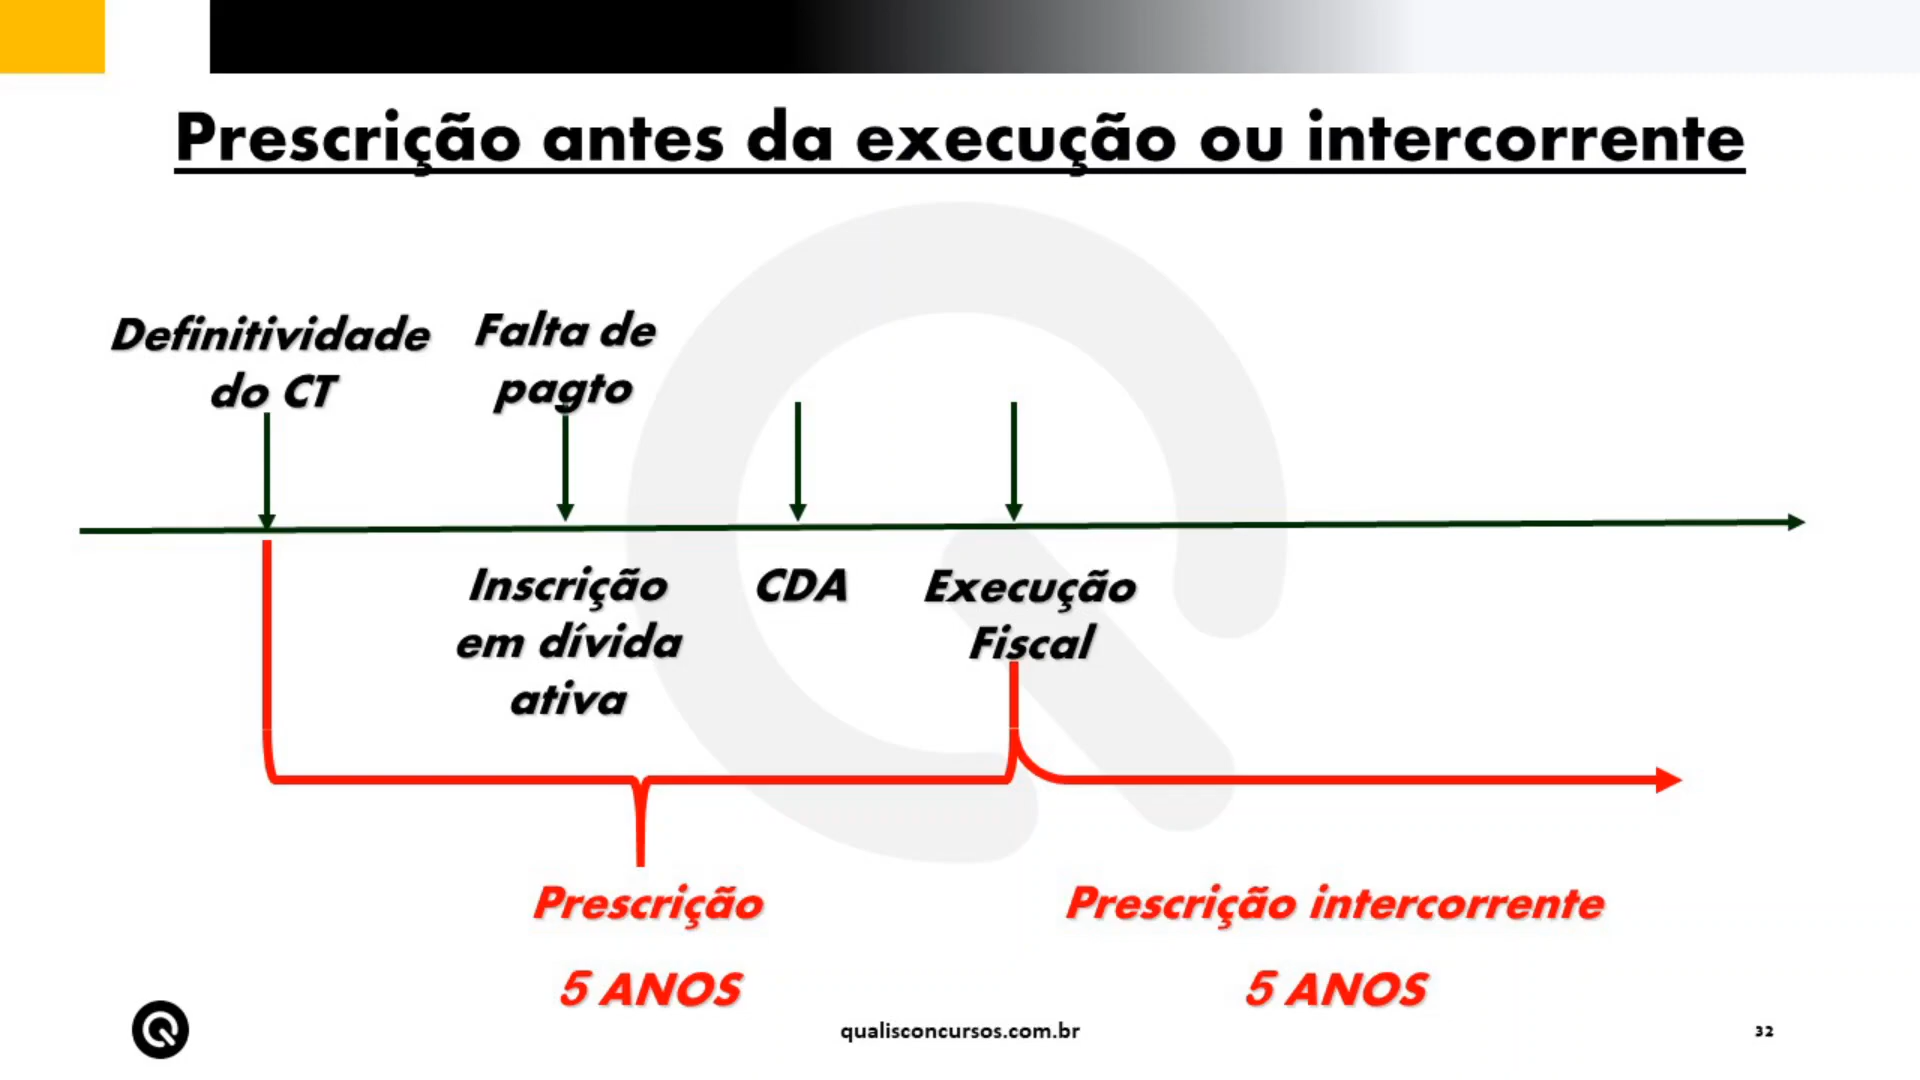 Prescrição antes da execução ou intercorrente
Definitividade
do CT
Falta de
pagto
Inscrição
em dívida
ativa
CDA
Execução
Fiscal
Prescrição
5 ANOS
Prescrição intercorrente
5 ANOS
qualisconcursos.com.br
32